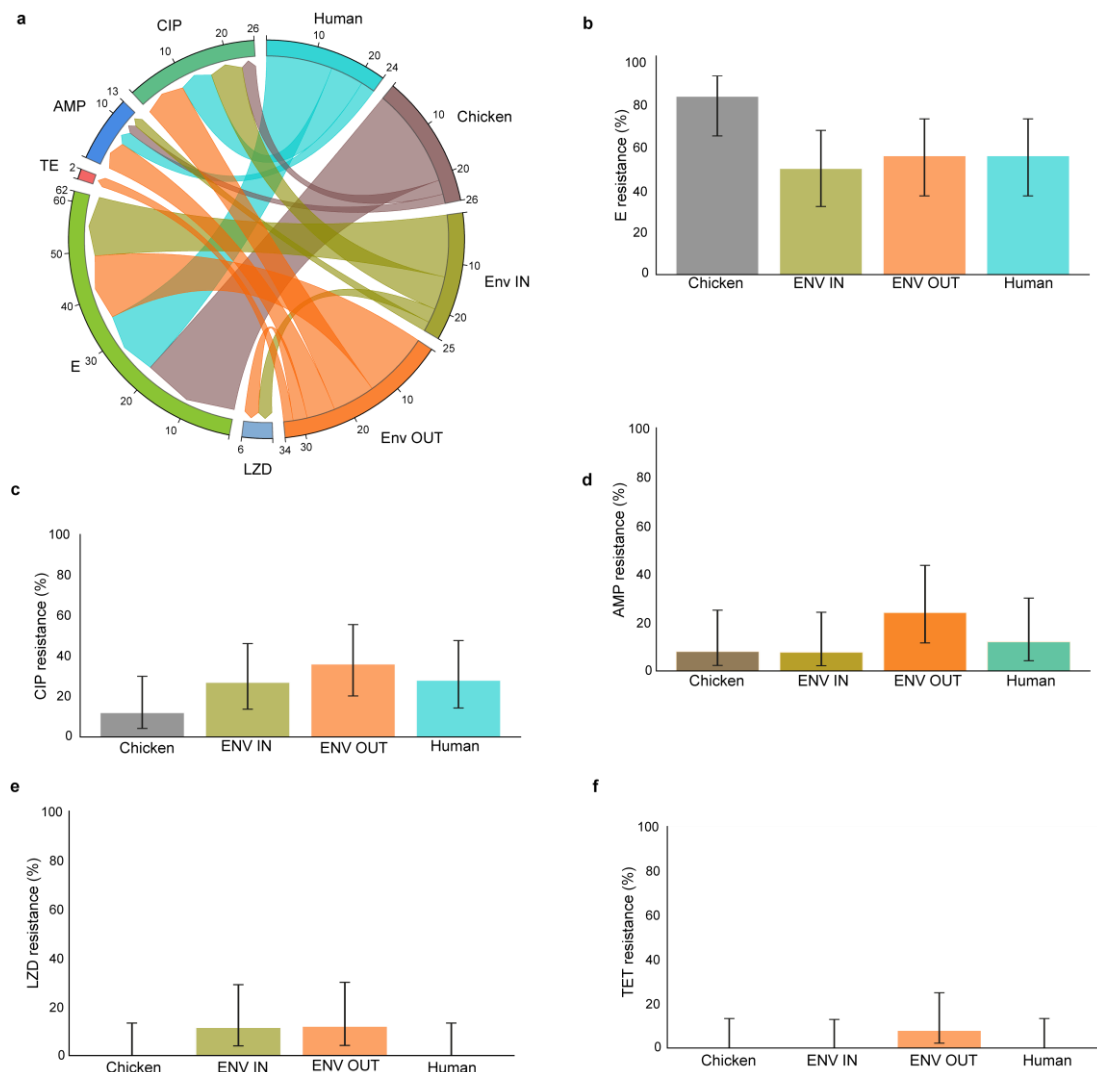 a
Human
CIP
10
20
26
10
20
24
Chicken
10
20
26
Env IN
10
20
25
Env OUT
10
20
30
34
LZD
6
E
10
20
30
40
50
60
62
TE
2
AMP
10
13
b
E resistance (%)
100
80
60
40
20
0
Chicken
ENV IN
ENV OUT
Human
c
CIP resistance (%)
100
80
60
40
20
0
Chicken
ENV IN
ENV OUT
Human
d
AMP resistance (%)
100
80
60
40
20
0
Chicken
ENV IN
ENV OUT
Human
e
LZD resistance (%)
100
80
60
40
20
0
Chicken
ENV IN
ENV OUT
Human
f
TET resistance (%)
100
80
60
40
20
0
Chicken
ENV IN
ENV OUT
Human